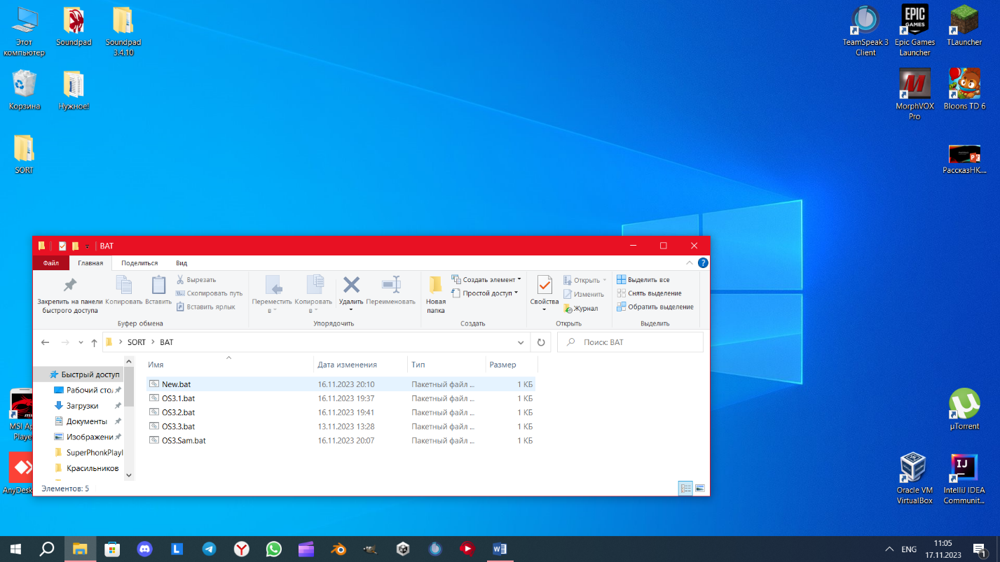 Этот
компьютер
Soundpad
Soundpad
3.4.10
TeamSpeak 3
Client
EPIC
GAMES
Epic Games
Launcher
TLauncher
Корзина
Нужное!
MorphVOX
Pro
Bloons TD 6
SORT
РассказНК....
BAT
Файл
Главная
Поделиться
Вид
Закрепить на панели
быстрого доступа
Копировать
Вставить
Вырезать
Скопировать путь
Вставить ярлык
Буфер обмена
Переместить
в
Копировать
в
Удалить
Переименовать
Упорядочить
Новая
папка
Создать элемент
Простой доступ
Создать
Свойства
Открыть
Изменить
Журнал
Открыть
Выделить все
Снять выделение
Обратить выделение
Выделить
SORT
BAT
Поиск: BAT
Имя
Дата изменения
Тип
Размер
New.bat 16.11.2023 20:10 Пакетный файл ... 1 КБ
OS3.1.bat 16.11.2023 19:37 Пакетный файл ... 1 КБ
OS3.2.bat 16.11.2023 19:41 Пакетный файл ... 1 КБ
OS3.3.bat 13.11.2023 13:28 Пакетный файл ... 1 КБ
OS3.Sam.bat 16.11.2023 20:07 Пакетный файл ... 1 КБ
Быстрый доступ
Рабочий сто
Загрузки
Документы
Изображени
SuperPhonkPlayl
Красильников
Элементов: 5
MSI Ap
Playe
AnyDesk
µTorrent
Oracle VM
VirtualBox
IJ
IntelliJ IDEA
Communit...
ENG
11:05
17.11.2023
1